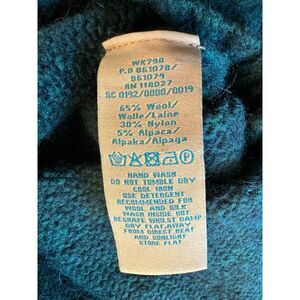 WK790
P.O 861078/
861079
RN 118027
SC 0192/0000/0019
65% Wool/
Wolle/Laine
30% Nylon
5% Alpaca/
Alpaka/Alpaga
HAND WASH
DO NOT TUMBLE DRY
COOL IRON
USE DETERGENT
RECOMMENDED FOR
WOOL AND SILK
WASH INSIDE OUT
RESHAPE WHILST DAMP
DRY FLAT,AWAY
FROM DIRECT HEAT
AND SUNLIGHT
STORE FLAT